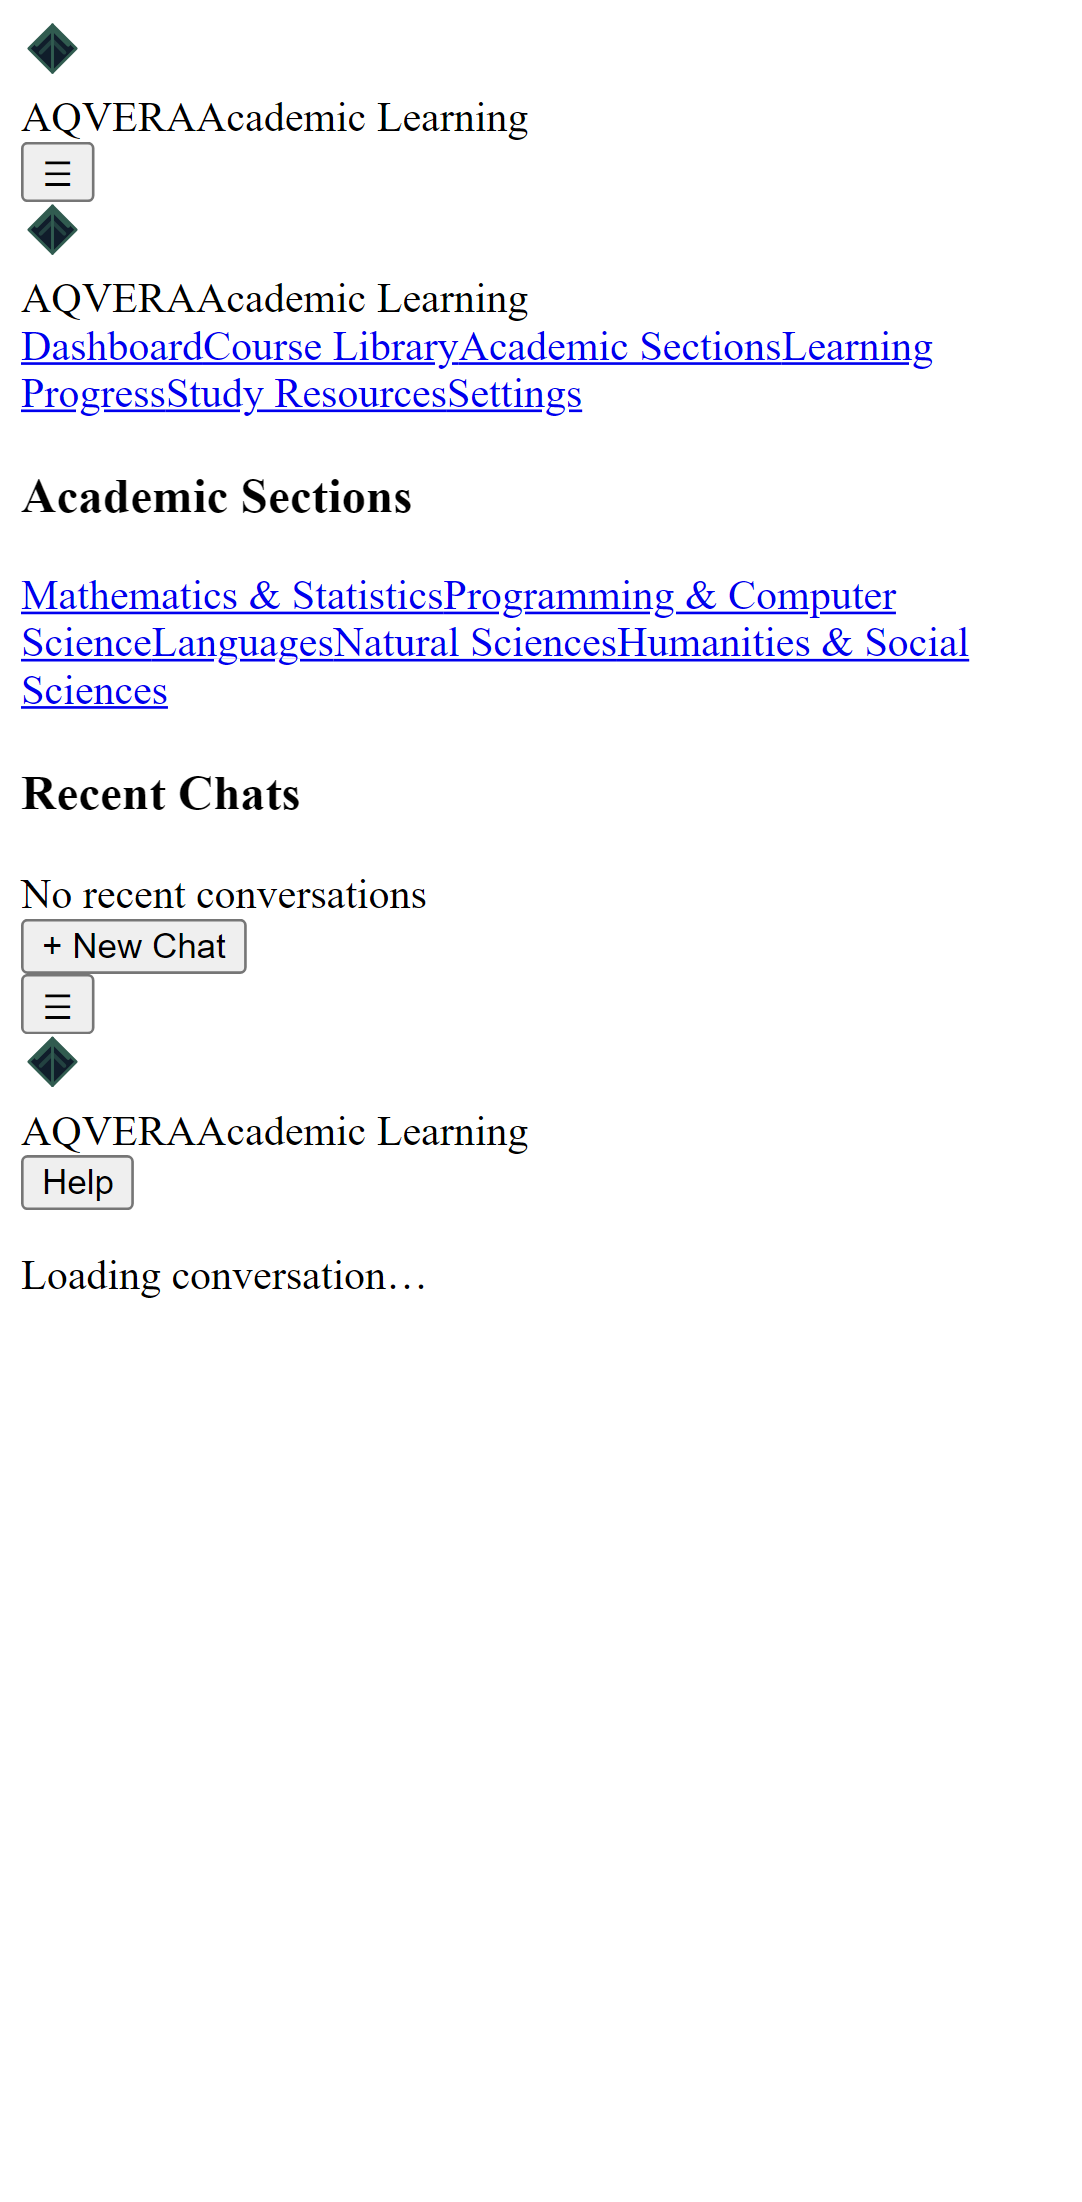 AQVERAAcademic Learning
☰
AQVERAAcademic Learning
DashboardCourse LibraryAcademic SectionsLearning
ProgressStudy ResourcesSettings
Academic Sections
Mathematics & StatisticsProgramming & Computer
ScienceLanguagesNatural SciencesHumanities & Social
Sciences
Recent Chats
No recent conversations
+ New Chat
☰
AQVERAAcademic Learning
Help
Loading conversation…